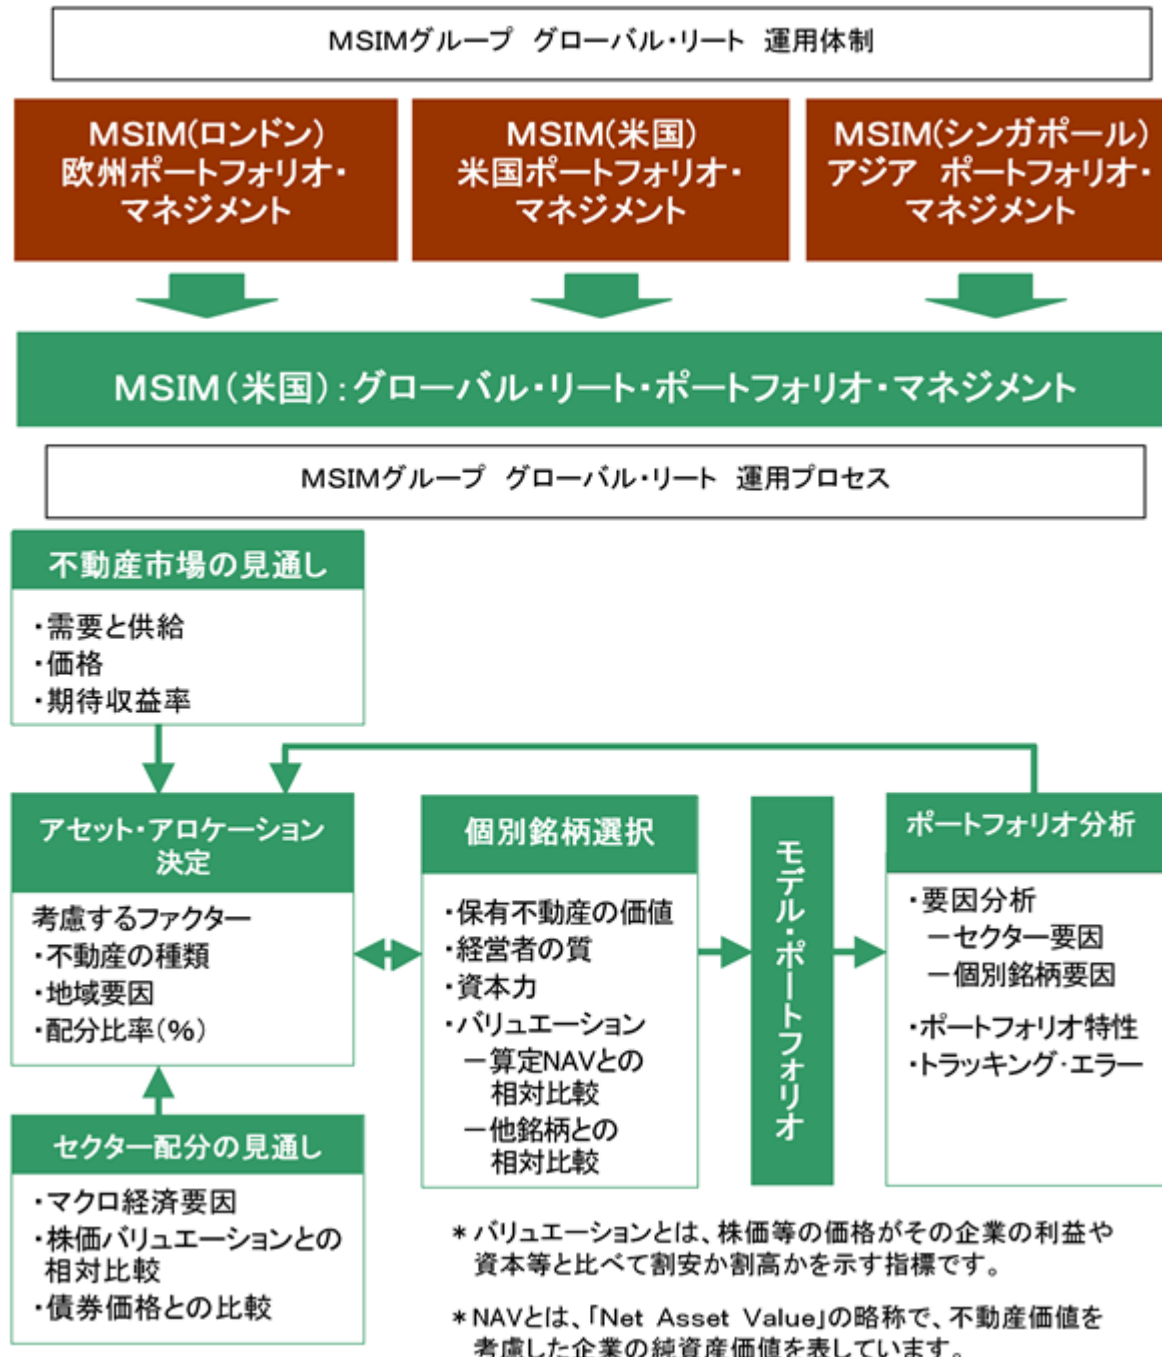 MSIMグループ　グローバル・リート　運用体制
MSIM(ロンドン)
欧州ポートフォリオ・
マネジメント
MSIM(米国)
米国ポートフォリオ・
マネジメント
MSIM(シンガポール)
アジア　ポートフォリオ・
マネジメント
MSIM(米国):グローバル・リート・ポートフォリオ・マネジメント
MSIMグループ　グローバル・リート　運用プロセス
不動産市場の見通し
・需要と供給
・価格
・期待収益率
アセット・アロケーション
決定
考慮するファクター
・不動産の種類
・地域要因
・配分比率(%)
セクター配分の見通し
・マクロ経済要因
・株価バリュエーションとの
相対比較
・債券価格との比較
個別銘柄選択
・保有不動産の価値
・経営者の質
・資本力
・バリュエーション
－算定NAVとの
相対比較
－他銘柄との
相対比較
モデル・ポートフォリオ
ポートフォリオ分析
・要因分析
－セクター要因
－個別銘柄要因
・ポートフォリオ特性
・トラッキング・エラー
*バリュエーションとは、株価等の価格がその企業の利益や
資本等と比べて割安か割高かを示す指標です。
*NAVとは、「Net Asset Value」の略称で、不動産価値を
考慮した企業の純資産価値を表しています。